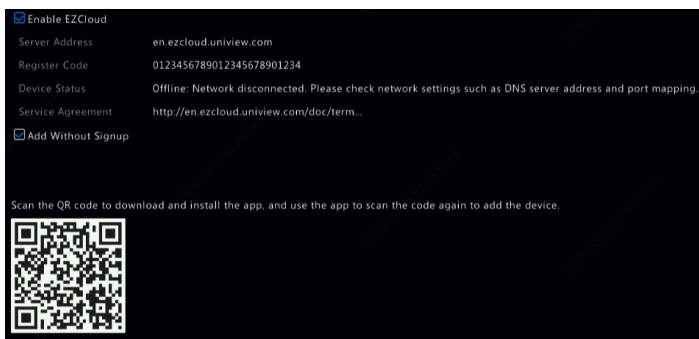 Enable EZCloud
Server Address en.ezcloud.uniview.com
Register Code 0123456789012345678901234
Device Status Offline: Network disconnected. Please check network settings such as DNS server address and port mapping.
Service Agreement http://en.ezcloud.uniview.com/doc/term...
Add Without Signup
Scan the QR code to download and install the app, and use the app to scan the code again to add the device.